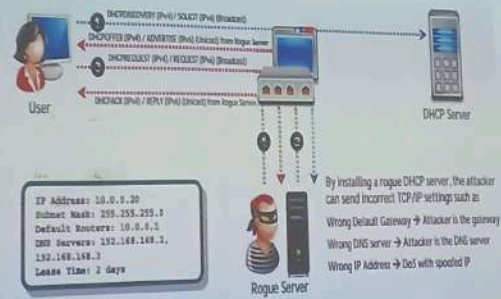 DHCPDISCOVERY (IPv4) / SOLICIT (IPv6) (Broadcast)
DHCPOFFER (IPv4) / ADVERTISE (IPv6) (Unicast) from Rogue Server
DHCPREQUEST (IPv4) / REQUEST (IPv6) (Broadcast)
DHCPACK (IPv4) / REPLY (IPv6) (Unicast) from Rogue Server
User
DHCP Server
IP Address: 10.0.0.20
Subnet Mask: 255.255.255.0
Default Routers: 10.0.0.1
DNS Servers: 192.168.168.2,
192.168.168.3
Lease Time: 2 days
By installing a rogue DHCP server, the attacker
can send incorrect TCP/IP settings such as
Wrong Default Gateway → Attacker is the gateway
Wrong DNS server → Attacker is the DNS server
Wrong IP Address → DoS with spoofed IP
Rogue Server